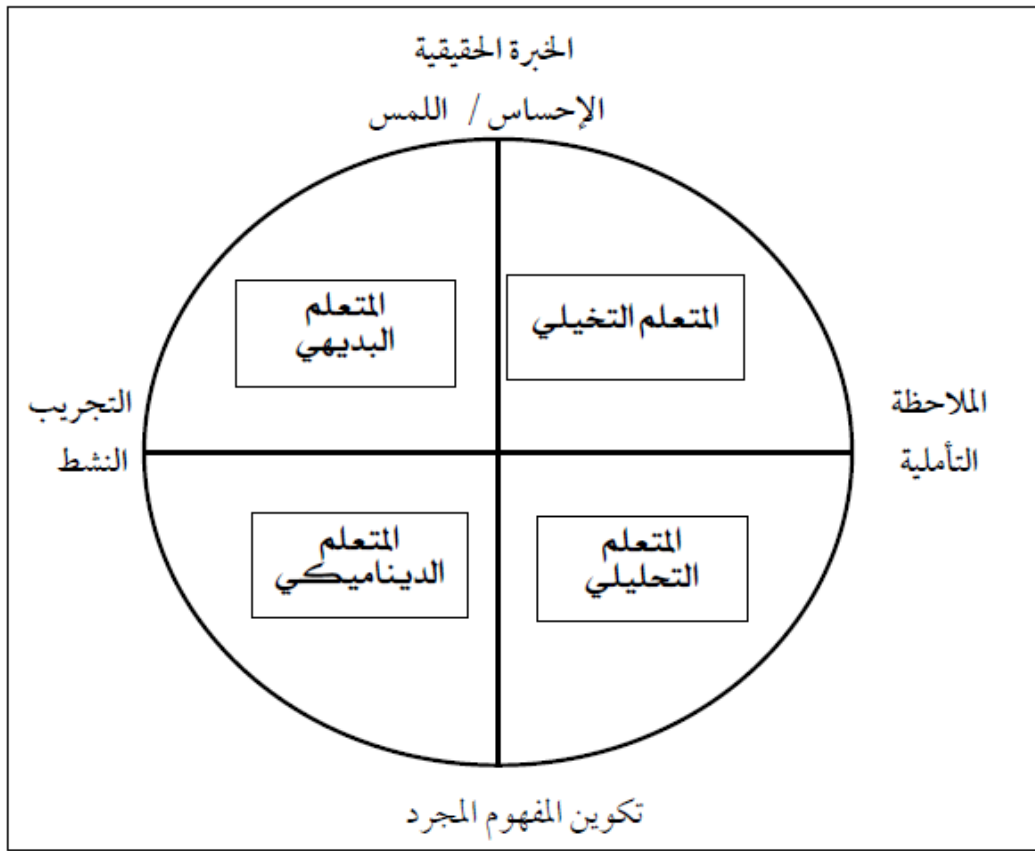 الخبرة الحقيقية
الإحساس / اللمس
المتعلم التخيلي
المتعلم
البديهي
الملاحظة
التأملية
التجريب
النشط
المتعلم
التحليلي
المتعلم
الديناميكي
تكوين المفهوم المجرد